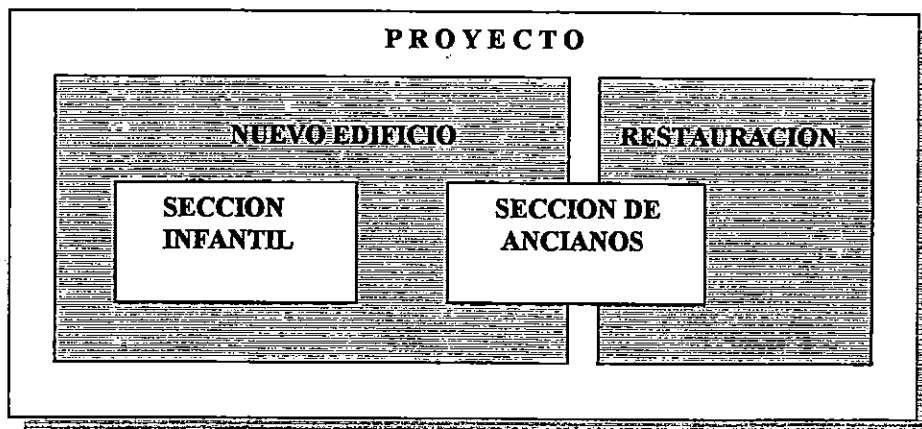 PROYECTO
NUEVO EDIFICIO
RESTAURACION
SECCION
INFANTIL
SECCION DE
ANCIANOS